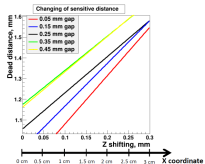 Changing of sensitive distance
Dead distance, mm
0.05 mm gap
0.15 mm gap
0.25 mm gap
0.35 mm gap
0.45 mm gap
1.6
1.5
1.4
1.3
1.2
1.1
0 0.05 0.1 0.15 0.2 0.25 0.3
Z shifting, mm
0 cm 0.5 cm 1 cm 1.5 cm 2 cm 2.5 cm 3 cm
X coordinate